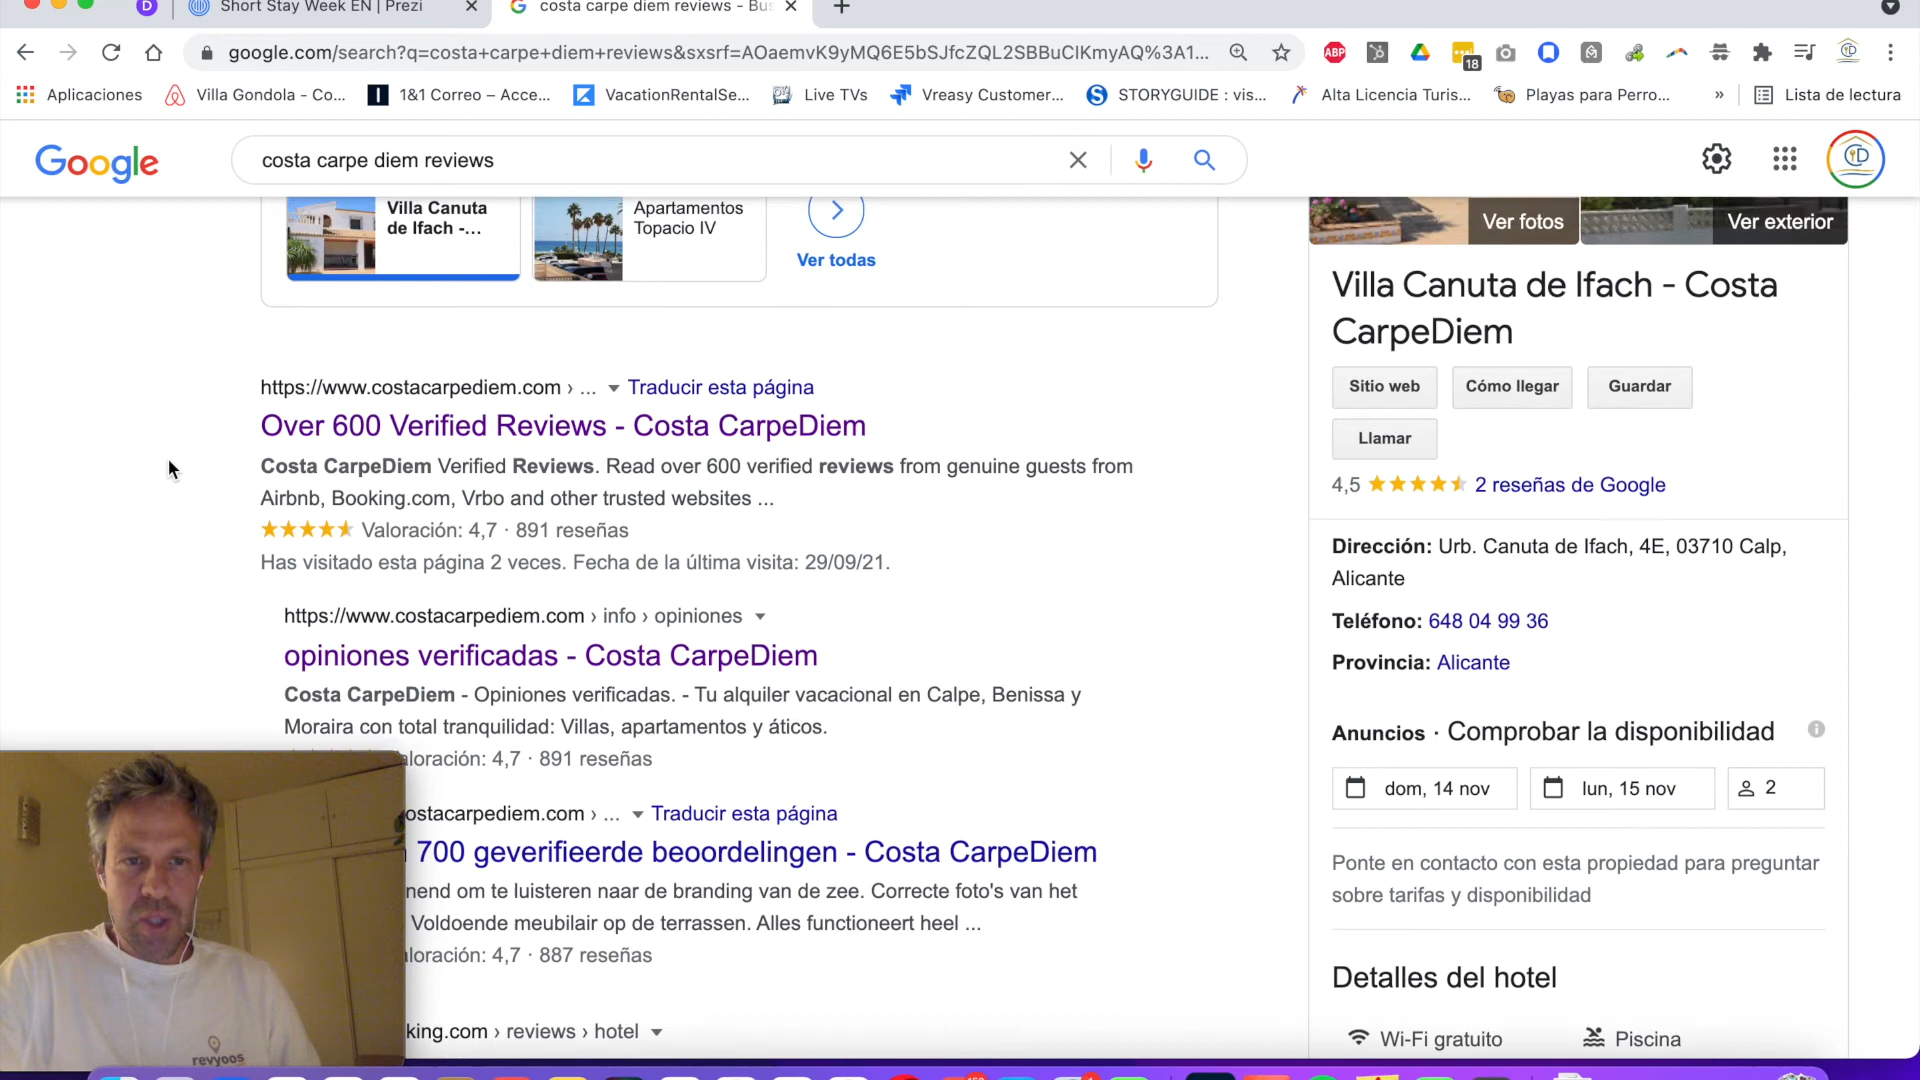 D
Short Stay Week EN | Prezi
costa carpe diem reviews - Bus
google.com/search?q=costa+carpe+diem+reviews&sxsrf=AOaemvK9yMQ6E5bSJfcZQL2SBBuClKmyAQ%3A1...
ABP
18
Aplicaciones
Villa Gondola - Co...
1&1 Correo – Acce...
VacationRentalSe...
Live TVs
Vreasy Customer...
STORYGUIDE : vis...
Alta Licencia Turis...
Playas para Perro...
»
Lista de lectura
Google
costa carpe diem reviews
Villa Canuta
de Ifach -...
Apartamentos
Topacio IV
Ver todas
https://www.costacarpediem.com › ...
Traducir esta página
Over 600 Verified Reviews - Costa CarpeDiem
Costa CarpeDiem Verified Reviews. Read over 600 verified reviews from genuine guests from
Airbnb, Booking.com, Vrbo and other trusted websites ...
Valoración: 4,7 · 891 reseñas
Has visitado esta página 2 veces. Fecha de la última visita: 29/09/21.
https://www.costacarpediem.com › info › opiniones
opiniones verificadas - Costa CarpeDiem
Costa CarpeDiem - Opiniones verificadas. - Tu alquiler vacacional en Calpe, Benissa y
Moraira con total tranquilidad: Villas, apartamentos y áticos.
aloración: 4,7 · 891 reseñas
ostacarpediem.com › ...
Traducir esta página
700 geverifieerde beoordelingen - Costa CarpeDiem
nend om te luisteren naar de branding van de zee. Correcte foto's van het
Voldoende meubilair op de terrassen. Alles functioneert heel ...
aloración: 4,7 · 887 reseñas
king.com › reviews › hotel
revyoos
Ver fotos
Ver exterior
Villa Canuta de Ifach - Costa
CarpeDiem
Sitio web
Cómo llegar
Guardar
Llamar
4,5
2 reseñas de Google
Dirección: Urb. Canuta de Ifach, 4E, 03710 Calp,
Alicante
Teléfono: 648 04 99 36
Provincia: Alicante
Anuncios · Comprobar la disponibilidad
dom, 14 nov
lun, 15 nov
2
Ponte en contacto con esta propiedad para preguntar
sobre tarifas y disponibilidad
Detalles del hotel
Wi-Fi gratuito
Piscina